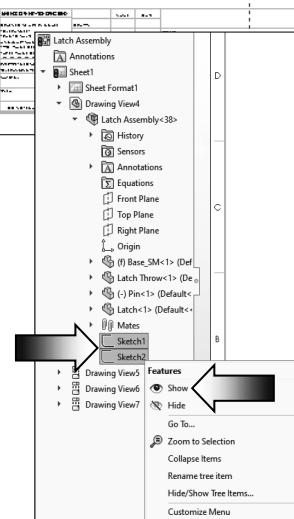 Latch Assembly
Annotations
Sheet1
Sheet Format1
Drawing View4
Latch Assembly<38>
History
Sensors
Annotations
Equations
Front Plane
Top Plane
Right Plane
Origin
(f) Base_SM<1> (Def
Latch Throw<1> (De
(-) Pin<1> (Default<
Latch<1> (Default<
Mates
Sketch1
Sketch2
Drawing View5
Drawing View6
Drawing View7
D
C
B
Features
Show
Hide
Go To...
Zoom to Selection
Collapse Items
Rename tree item
Hide/Show Tree Items...
Customize Menu